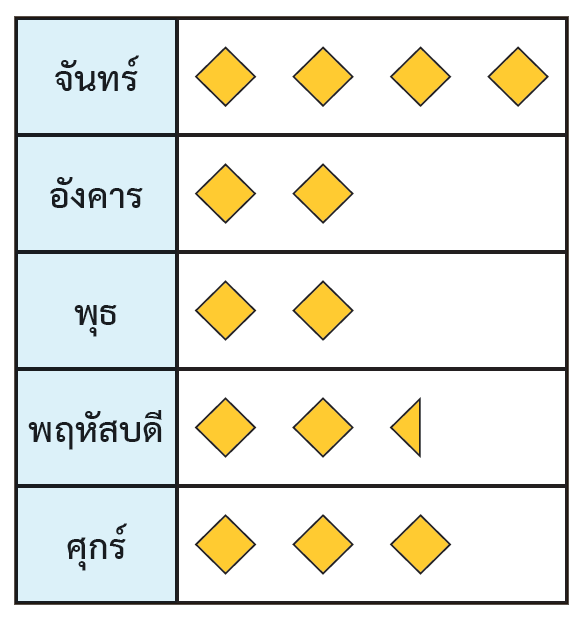 จันทร์
อังคาร
พุธ
พฤหัสบดี
ศุกร์